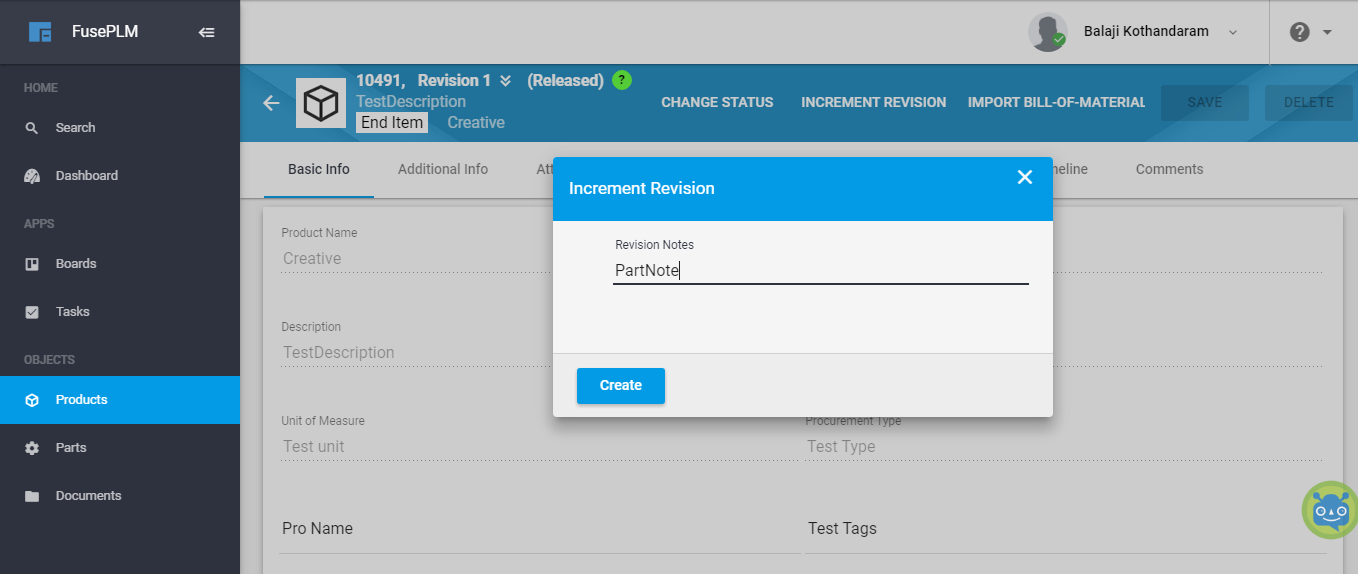 FusePLM
Balaji Kothandaram
?
HOME
Search
Dashboard
APPS
Boards
Tasks
OBJECTS
Products
Parts
Documents
10491, Revision 1 (Released) ?
TestDescription
End Item Creative
CHANGE STATUS INCREMENT REVISION IMPORT BILL-OF-MATERIAL SAVE DELETE
Basic Info Additional Info Att meline Comments
Increment Revision
Revision Notes
PartNote
Create
Product Name
Creative
Description
TestDescription
Unit of Measure Procurement Type
Test unit Test Type
Pro Name Test Tags